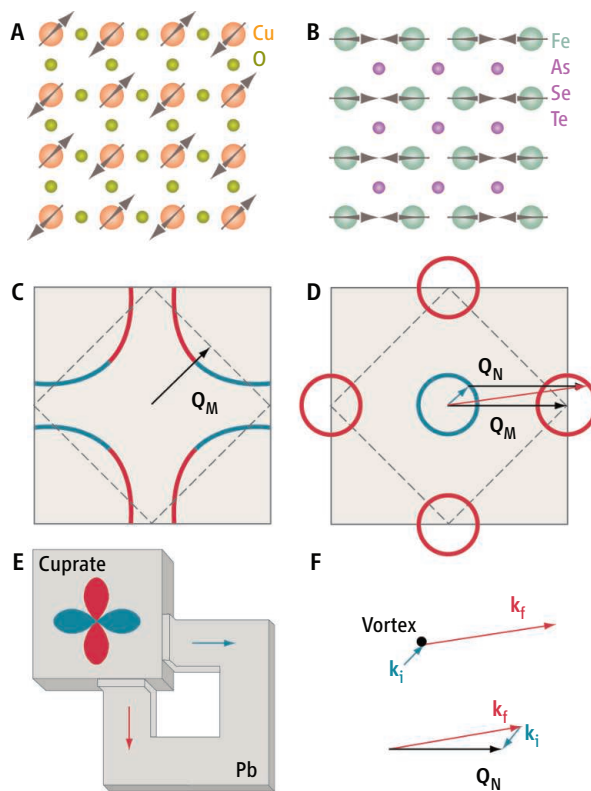 A
Cu
O
B
Fe
As
Se
Te
C
Q_M
D
Q_N
Q_M
E
Cuprate
Pb
F
Vortex
k_f
k_i
k_f
k_i
Q_N